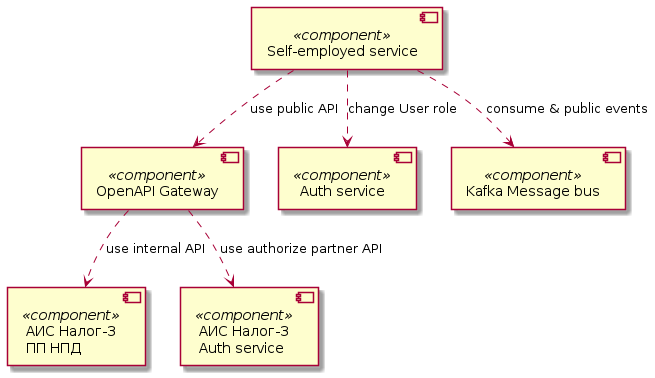 «component»
Self-employed service
use public API
change User role
consume & public events
«component»
OpenAPI Gateway
«component»
Auth service
«component»
Kafka Message bus
use internal API
use authorize partner API
«component»
АИС Налог-3
ПП НПД
«component»
АИС Налог-3
Auth service